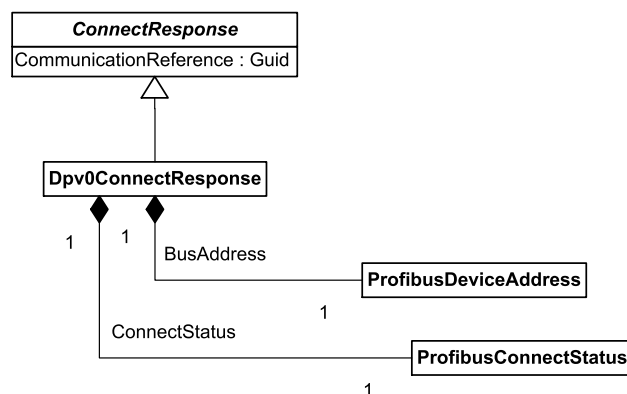 ConnectResponse
CommunicationReference : Guid
Dpv0ConnectResponse
1
1
BusAddress
ProfibusDeviceAddress
1
ConnectStatus
ProfibusConnectStatus
1